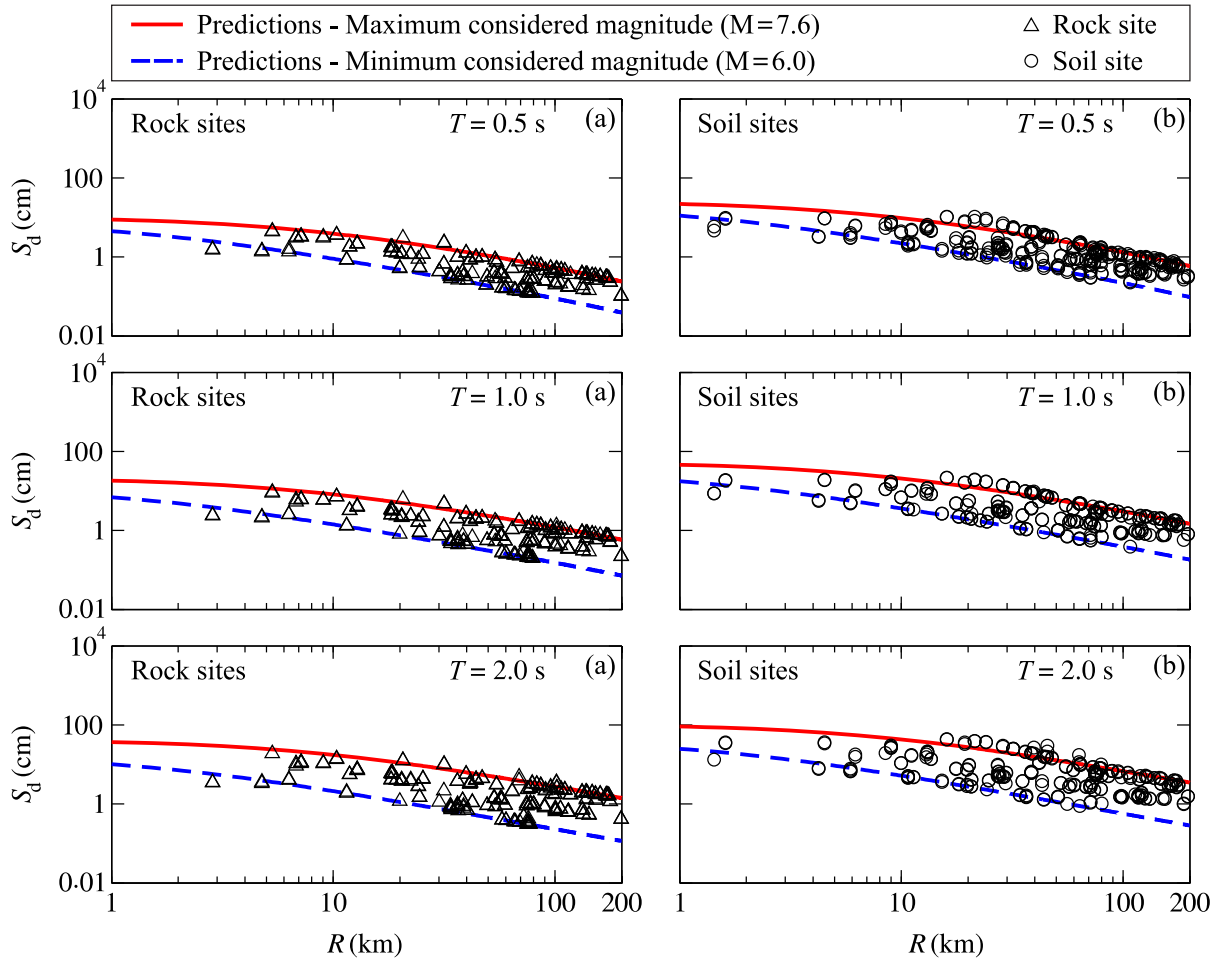 Predictions - Maximum considered magnitude (M=7.6) Rock site
Predictions - Minimum considered magnitude (M=6.0) Soil site
10^4 Rock sites T = 0.5 s (a) Soil sites T = 0.5 s (b)
100
S_d (cm)
1
0.01
10^4 Rock sites T = 1.0 s (a) Soil sites T = 1.0 s (b)
100
S_d (cm)
1
0.01
10^4 Rock sites T = 2.0 s (a) Soil sites T = 2.0 s (b)
100
S_d (cm)
1
0.01
1 10 100 200 1 10 100 200
R (km) R (km)